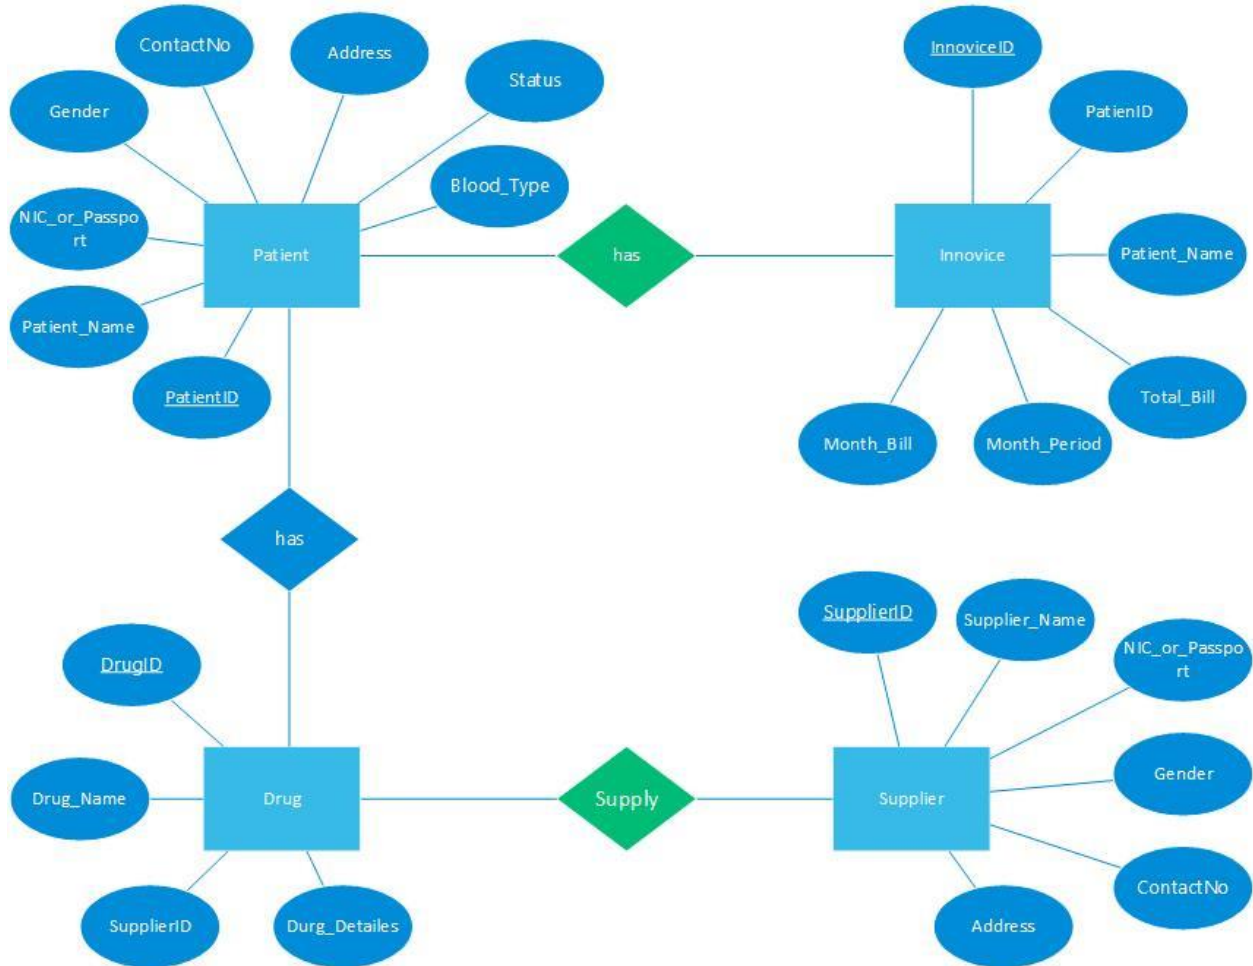 ContactNo
Address
InnoviceID
Status
Gender
PatienID
Blood_Type
NIC_or_Passpo
rt
Patient
has
Innovice
Patient_Name
Patient_Name
PatientID
Total_Bill
Month_Bill
Month_Period
has
SupplierID
Supplier_Name
NIC_or_Passpo
rt
DrugID
Gender
Drug_Name
Drug
Supply
Supplier
ContactNo
SupplierID
Durg_Detailes
Address